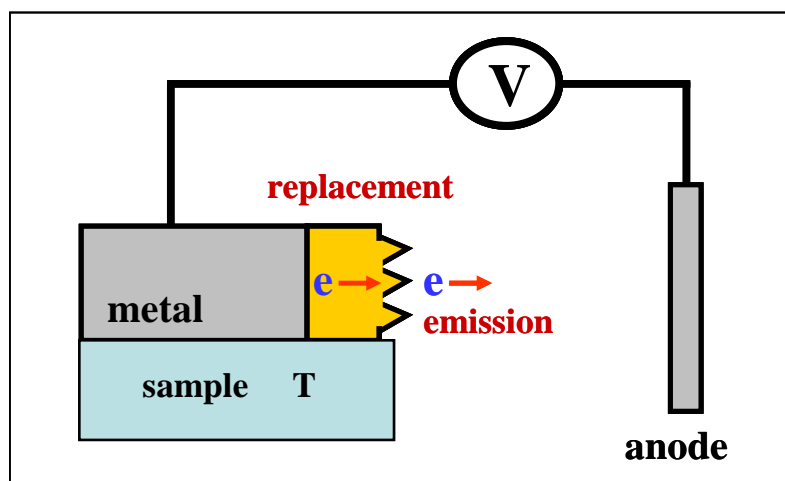 V
replacement
e e
metal
emission
sample T
anode